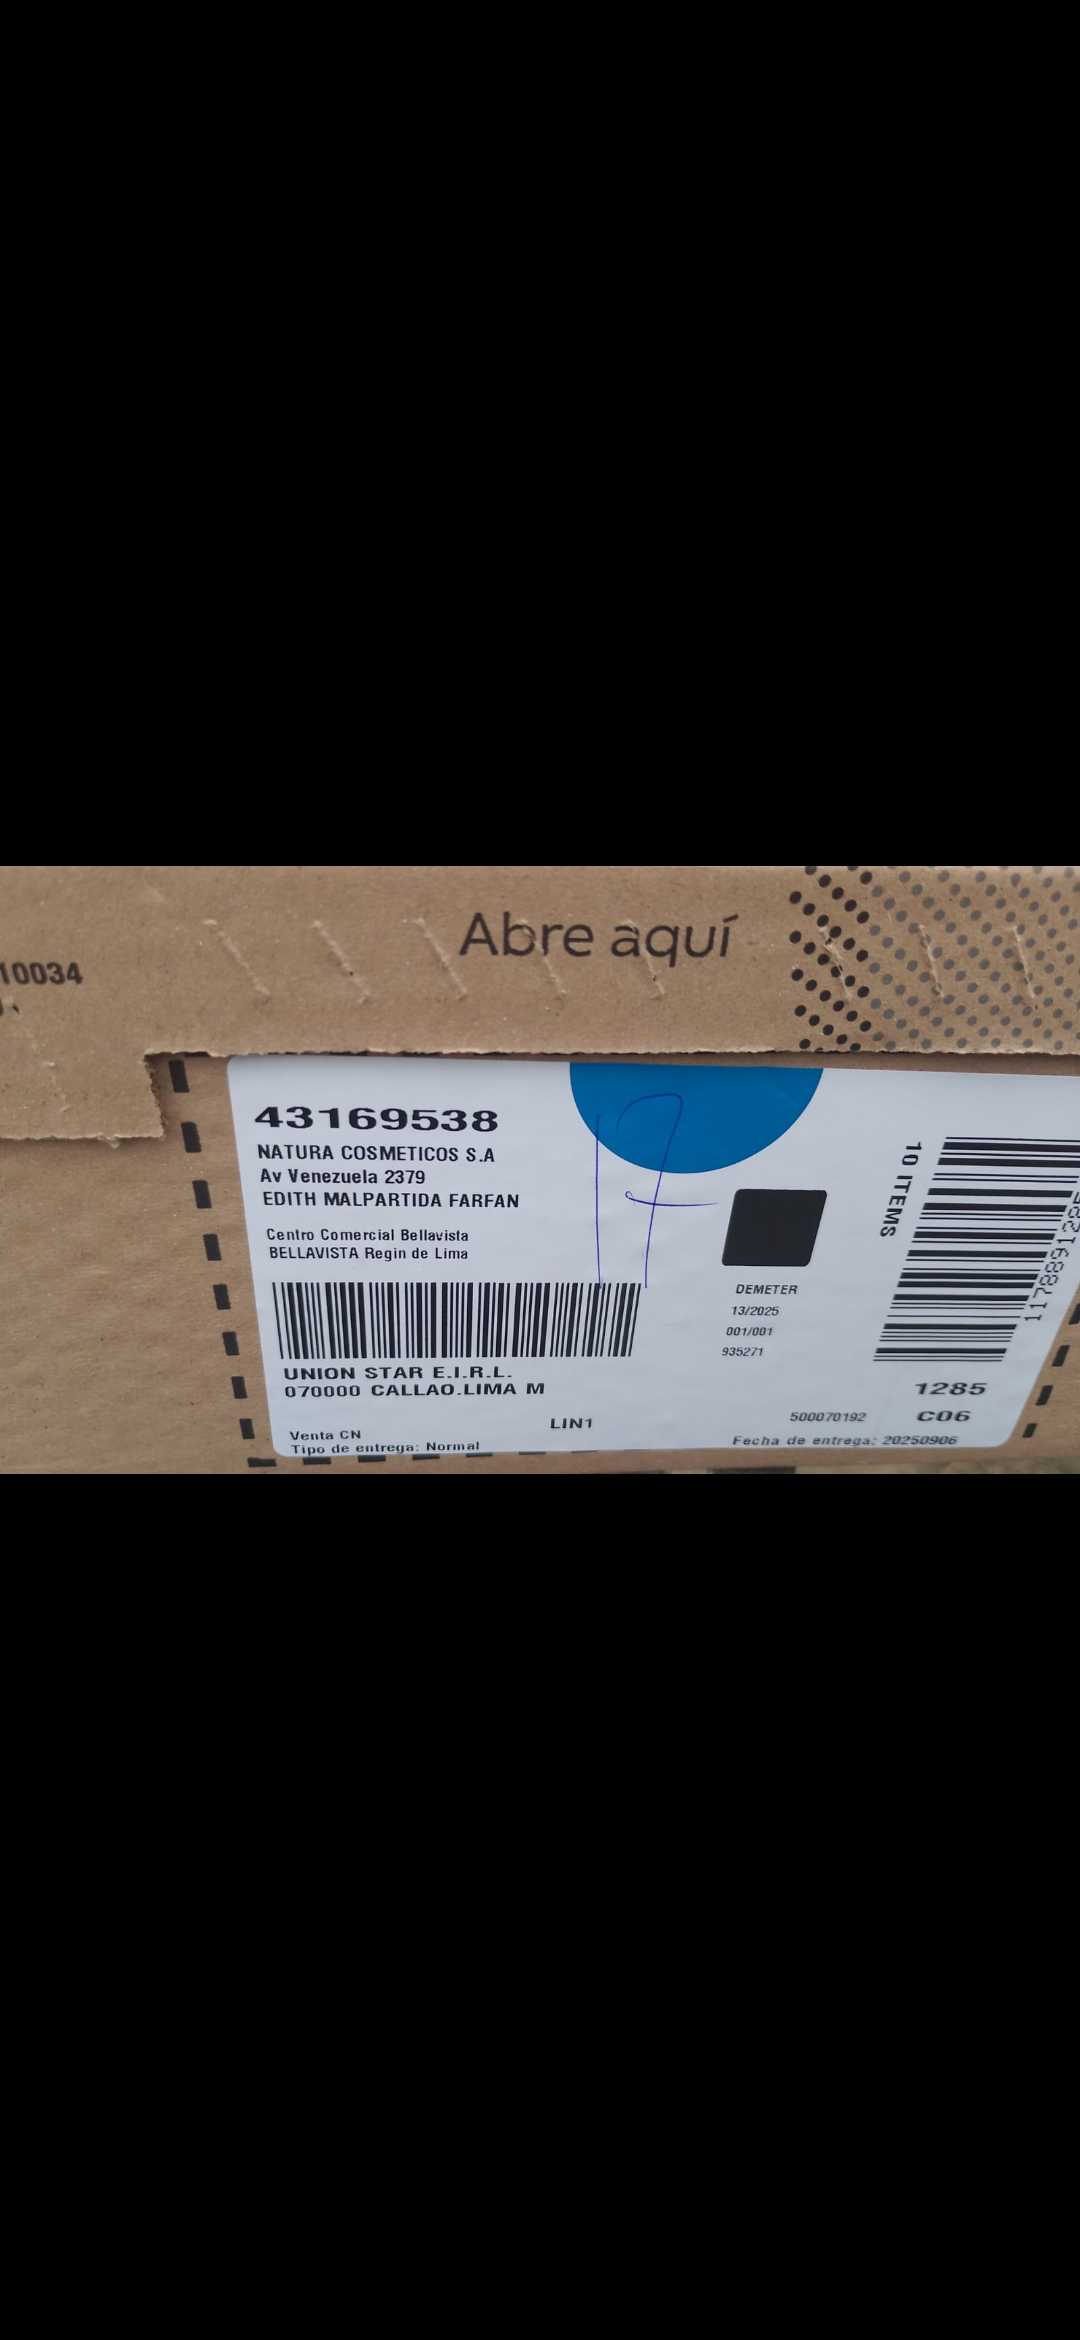 Abre aquí
10034
43169538
NATURA COSMETICOS S.A
Av Venezuela 2379
EDITH MALPARTIDA FARFAN
Centro Comercial Bellavista
BELLAVISTA Regin de Lima
UNION STAR E.I.R.L.
070000 CALLAO.LIMA M
LIN1
Venta CN
Tipo de entrega: Normal
17
DEMETER
13/2025
001/001
935271
10 ITEMS
1285
500070192
C06
Fecha de entrega: 20250906